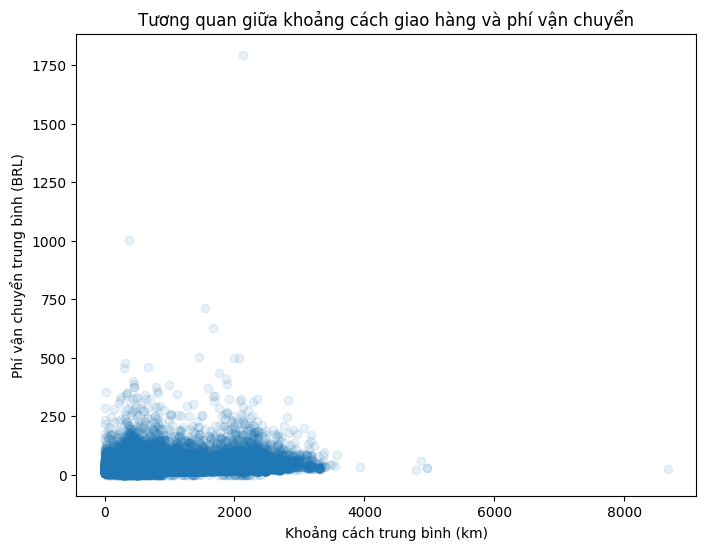 Tương quan giữa khoảng cách giao hàng và phí vận chuyển
Phí vận chuyển trung bình (BRL)
1750
1500
1250
1000
750
500
250
0
0 2000 4000 6000 8000
Khoảng cách trung bình (km)